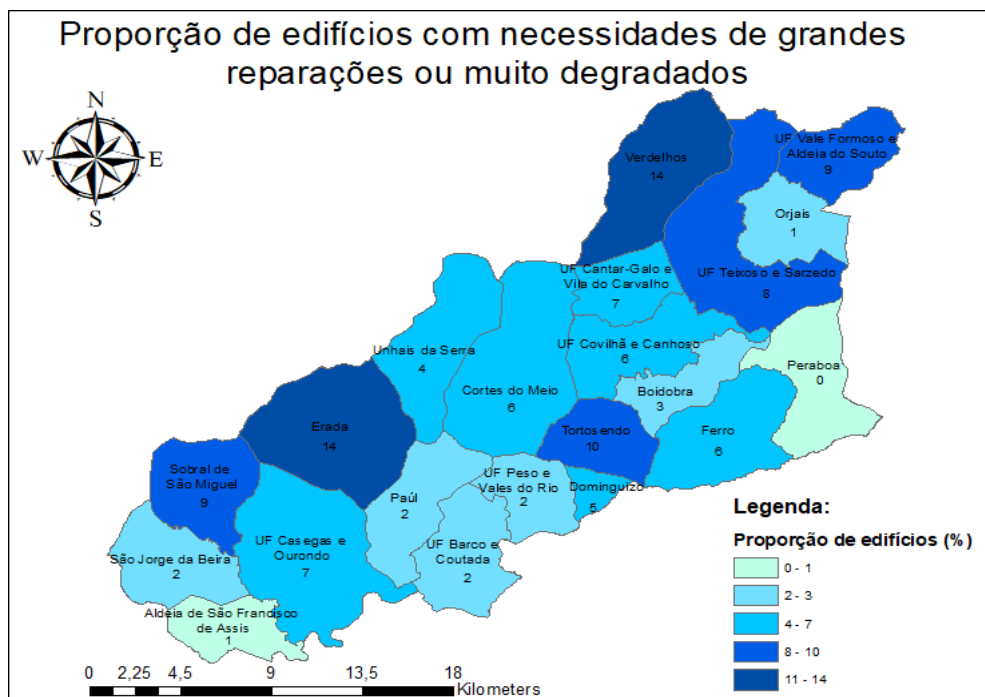 Proporção de edifícios com necessidades de grandes
reparações ou muito degradados
N
W
E
S
Verdelhos
14
UF Vale Formoso e
Aldeia do Souto
9
Orjais
1
UF Teixoso e Sarzedo
8
UF Cantar-Galo e
Vila do Carvalho
7
UF Covilhã e Canhoso
6
Peraboa
0
Boidobra
3
Ferro
6
Unhais da Serra
4
Cortes do Meio
6
Tortosendo
10
Erada
14
Dominguizo
5
UF Peso e
Vales do Rio
2
Paúl
2
UF Barco e
Coutada
2
Sobral de
São Miguel
9
UF Casegas e
Ourondo
7
São Jorge da Beira
2
Aldeia de São Francisco
de Assis
1
Legenda:
Proporção de edifícios (%)
0 - 1
2 - 3
4 - 7
8 - 10
11 - 14
0 2,25 4,5 9 13,5 18
Kilometers